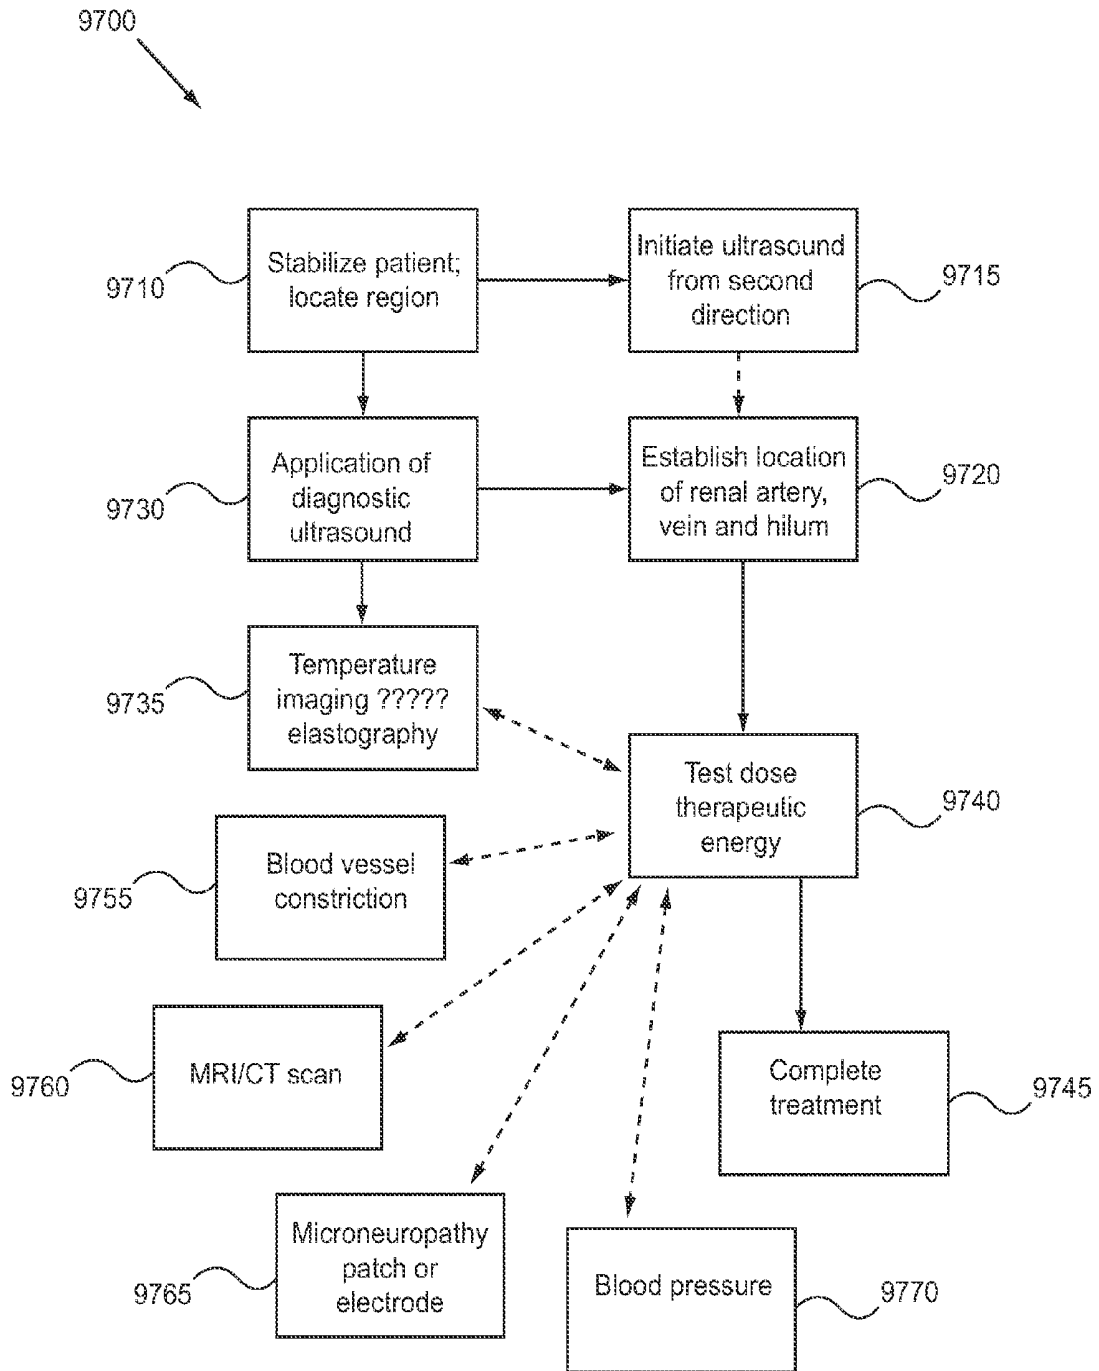 9700
Stabilize patient;
locate region
9710
Initiate ultrasound
from second
direction
9715
Application of
diagnostic
ultrasound
9730
Establish location
of renal artery,
vein and hilum
9720
Temperature
imaging ?????
elastography
9735
Test dose
therapeutic
energy
9740
Blood vessel
constriction
9755
MRI/CT scan
9760
Complete
treatment
9745
Microneuropathy
patch or
electrode
9765
Blood pressure
9770